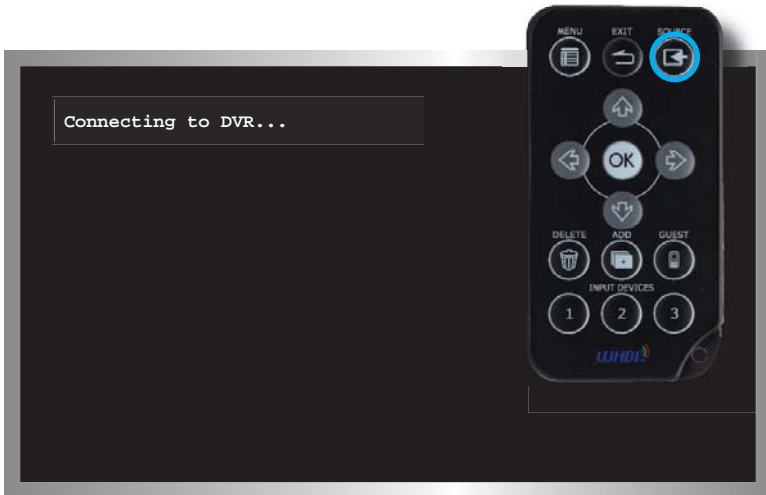 Connecting to DVR...
MENU EXIT SOURCE
OK
DELETE ADD GUEST
INPUT DEVICES
1 2 3
WHDI